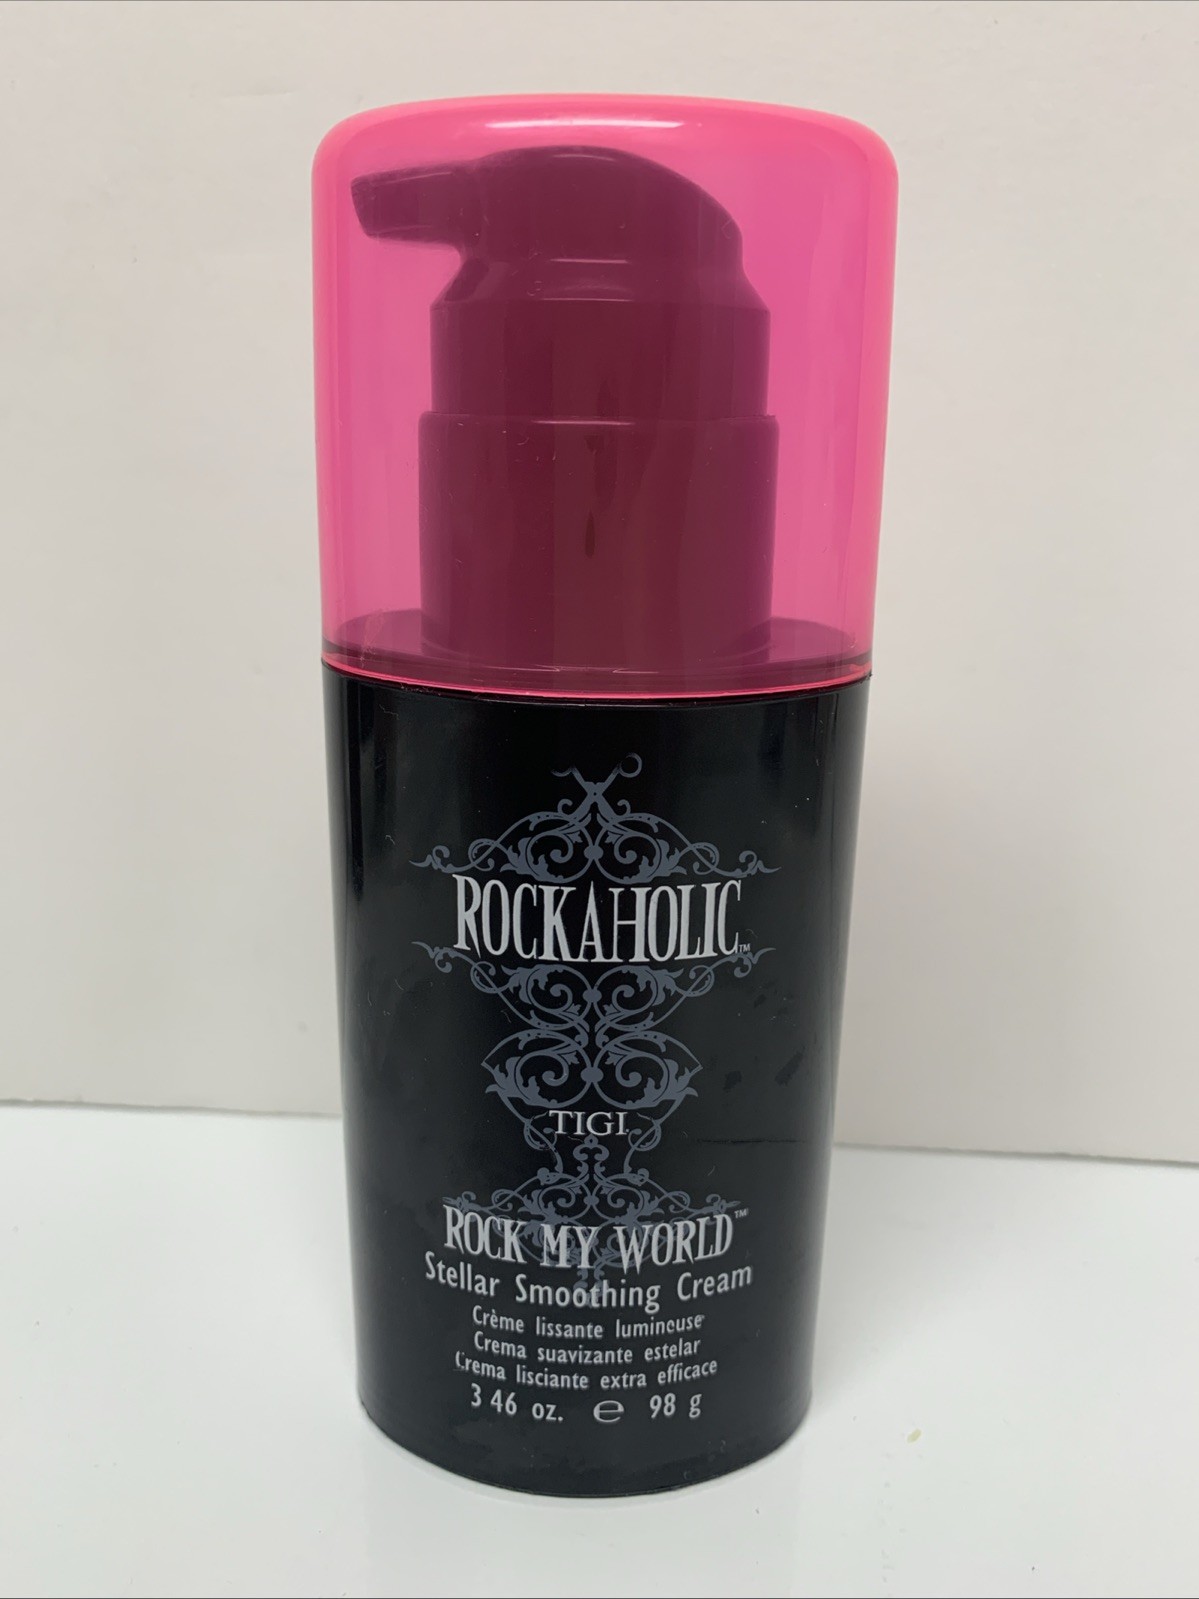 ROCKAHOLIC™
TIGI
ROCK MY WORLD™
Stellar Smoothing Cream
Crème lissante lumineuse
Crema suavizante estelar
Crema lisciante extra efficace
3 46 oz. ℮ 98 g